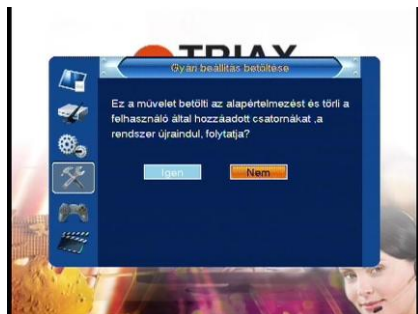 TRIAX
Gyári beállítás betöltése
Ez a művelet betölti az alapértelmezést és törli a
felhasználó által hozzáadott csatornákat ,a
rendszer újraindul, folytatja?
Igen
Nem